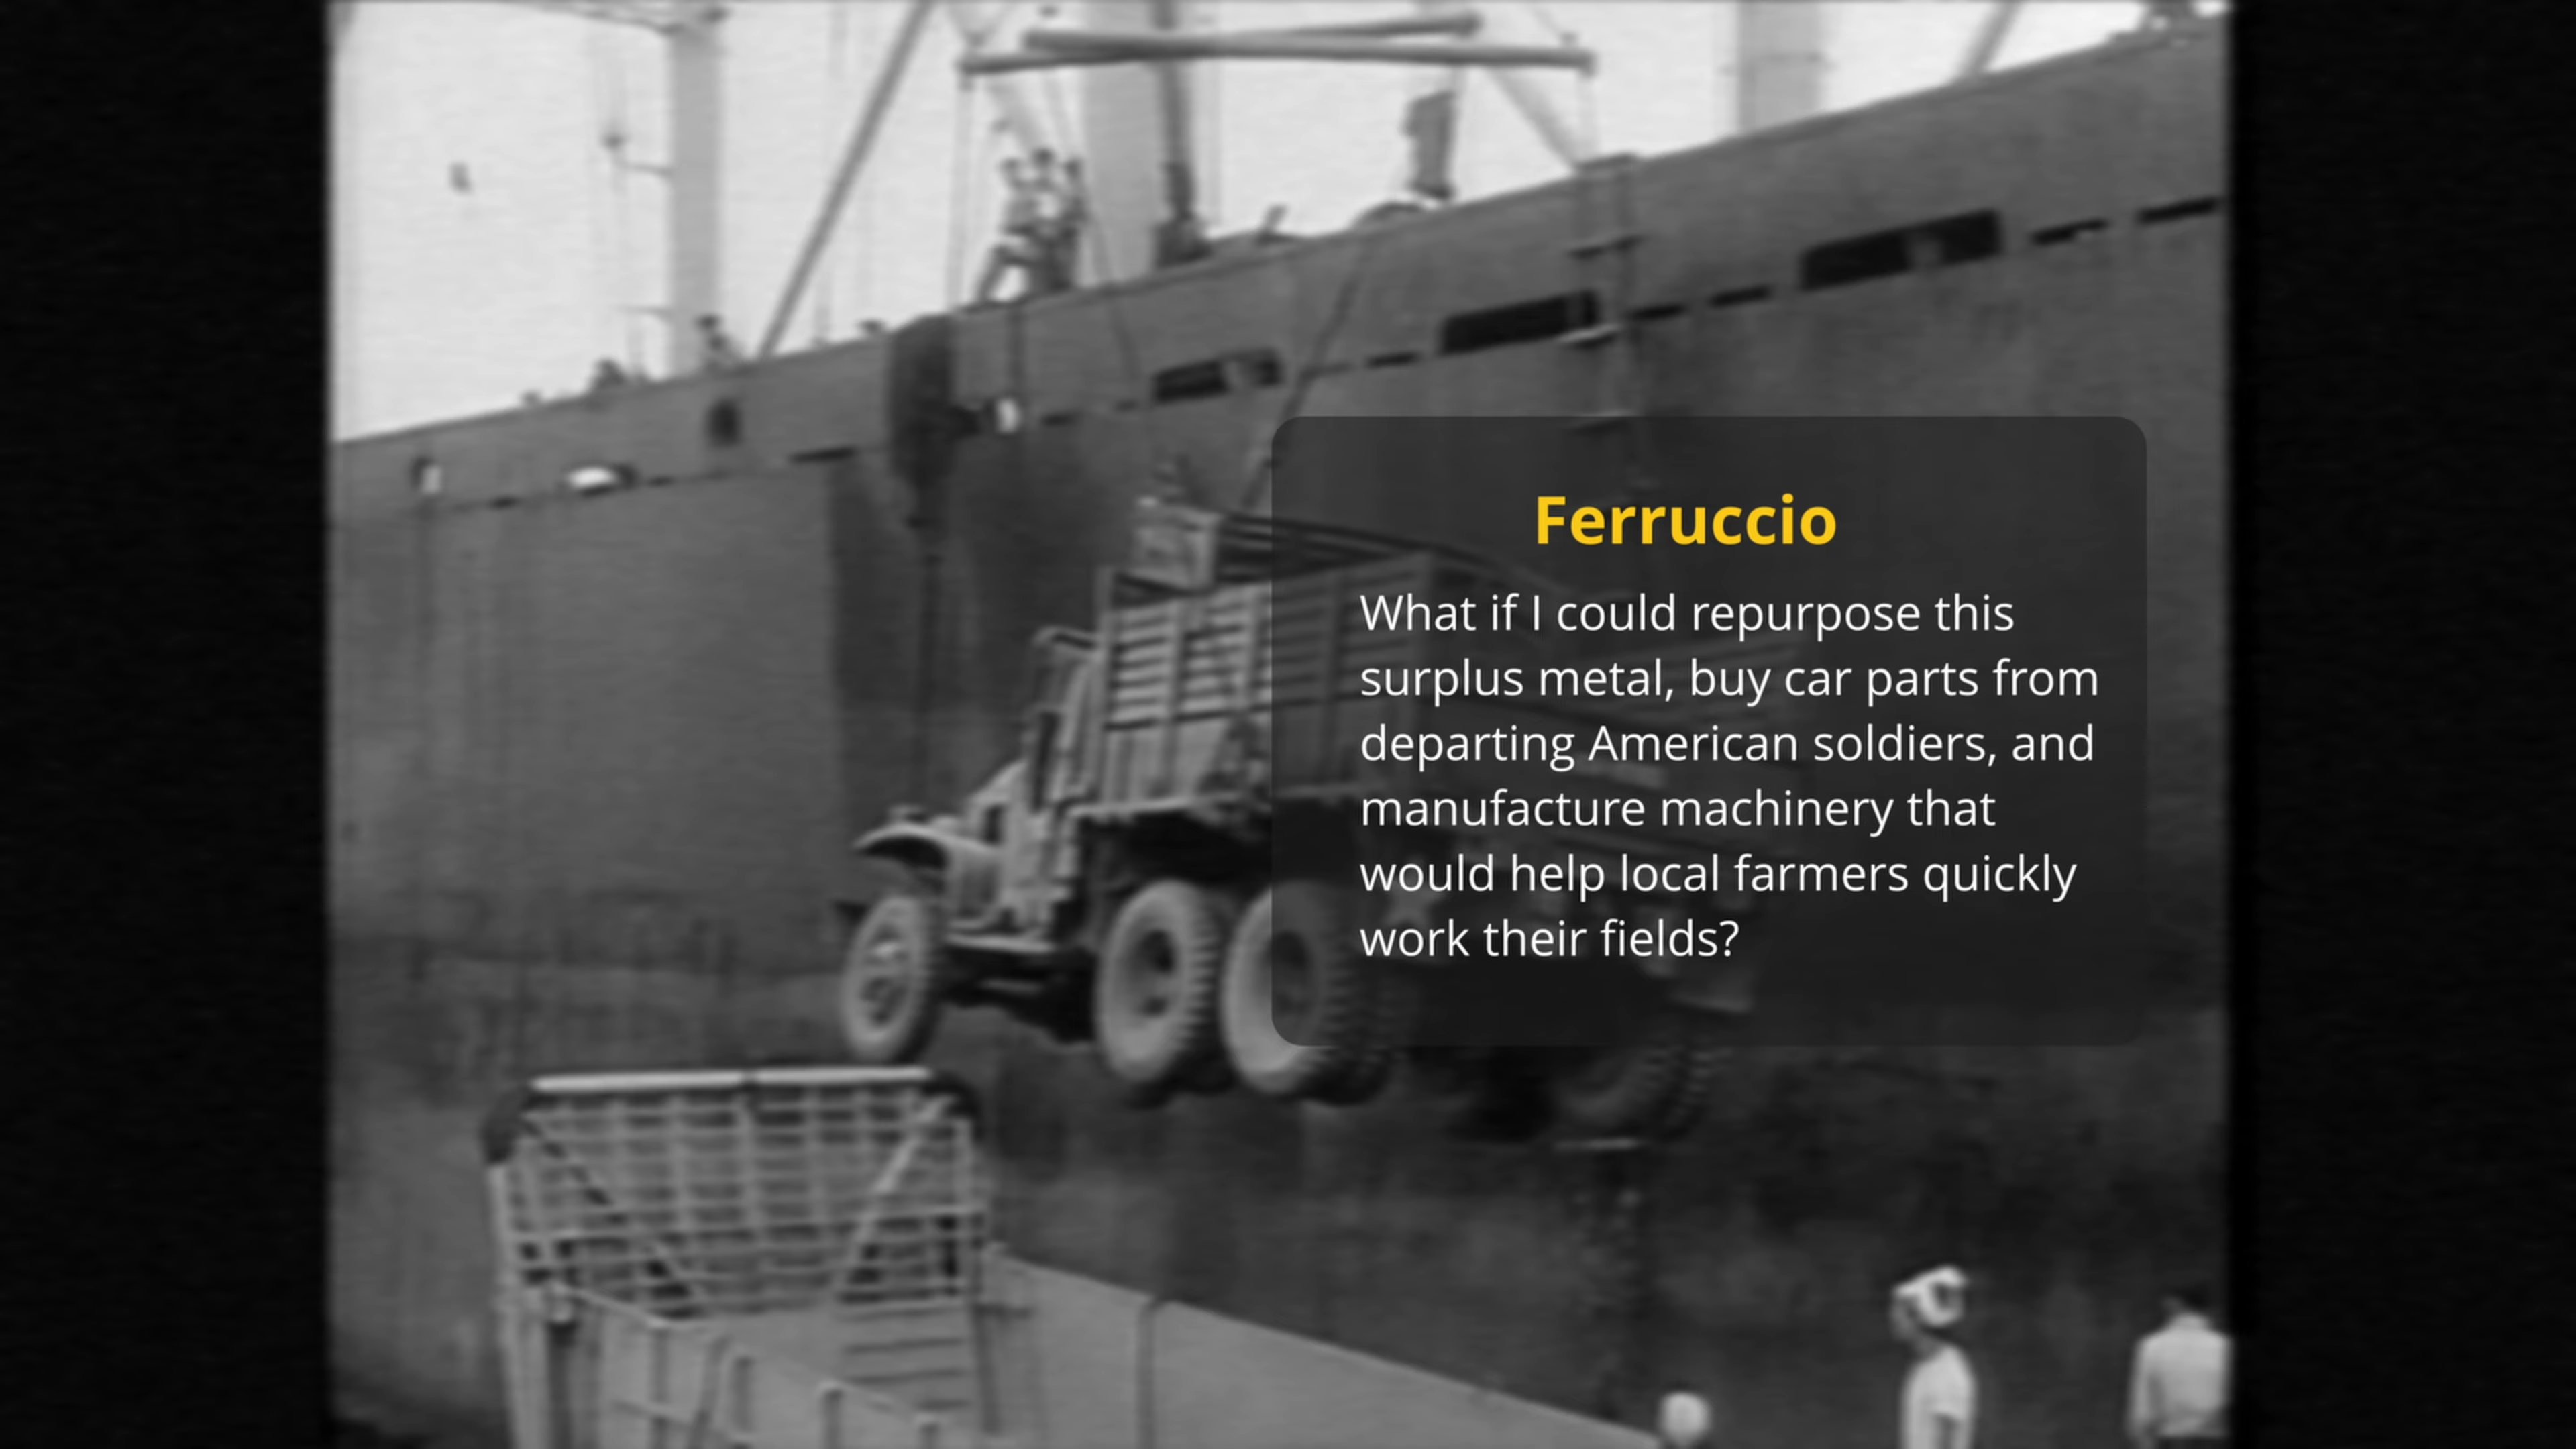 Ferruccio
What if I could repurpose this
surplus metal, buy car parts from
departing American soldiers, and
manufacture machinery that
would help local farmers quickly
work their fields?